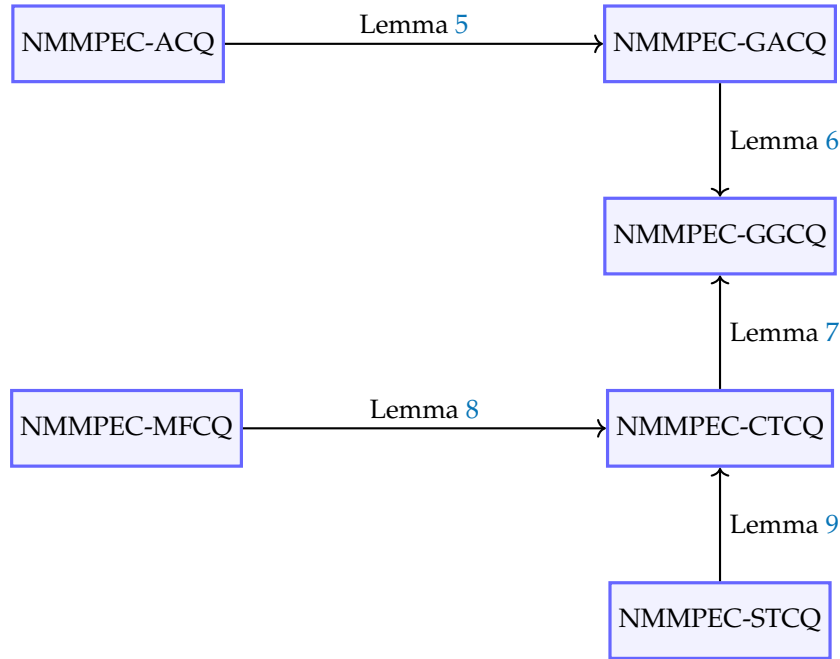 NMMPEC-ACQ
Lemma 5
NMMPEC-GACQ
Lemma 6
NMMPEC-GGCQ
Lemma 7
NMMPEC-MFCQ
Lemma 8
NMMPEC-CTCQ
Lemma 9
NMMPEC-STCQ